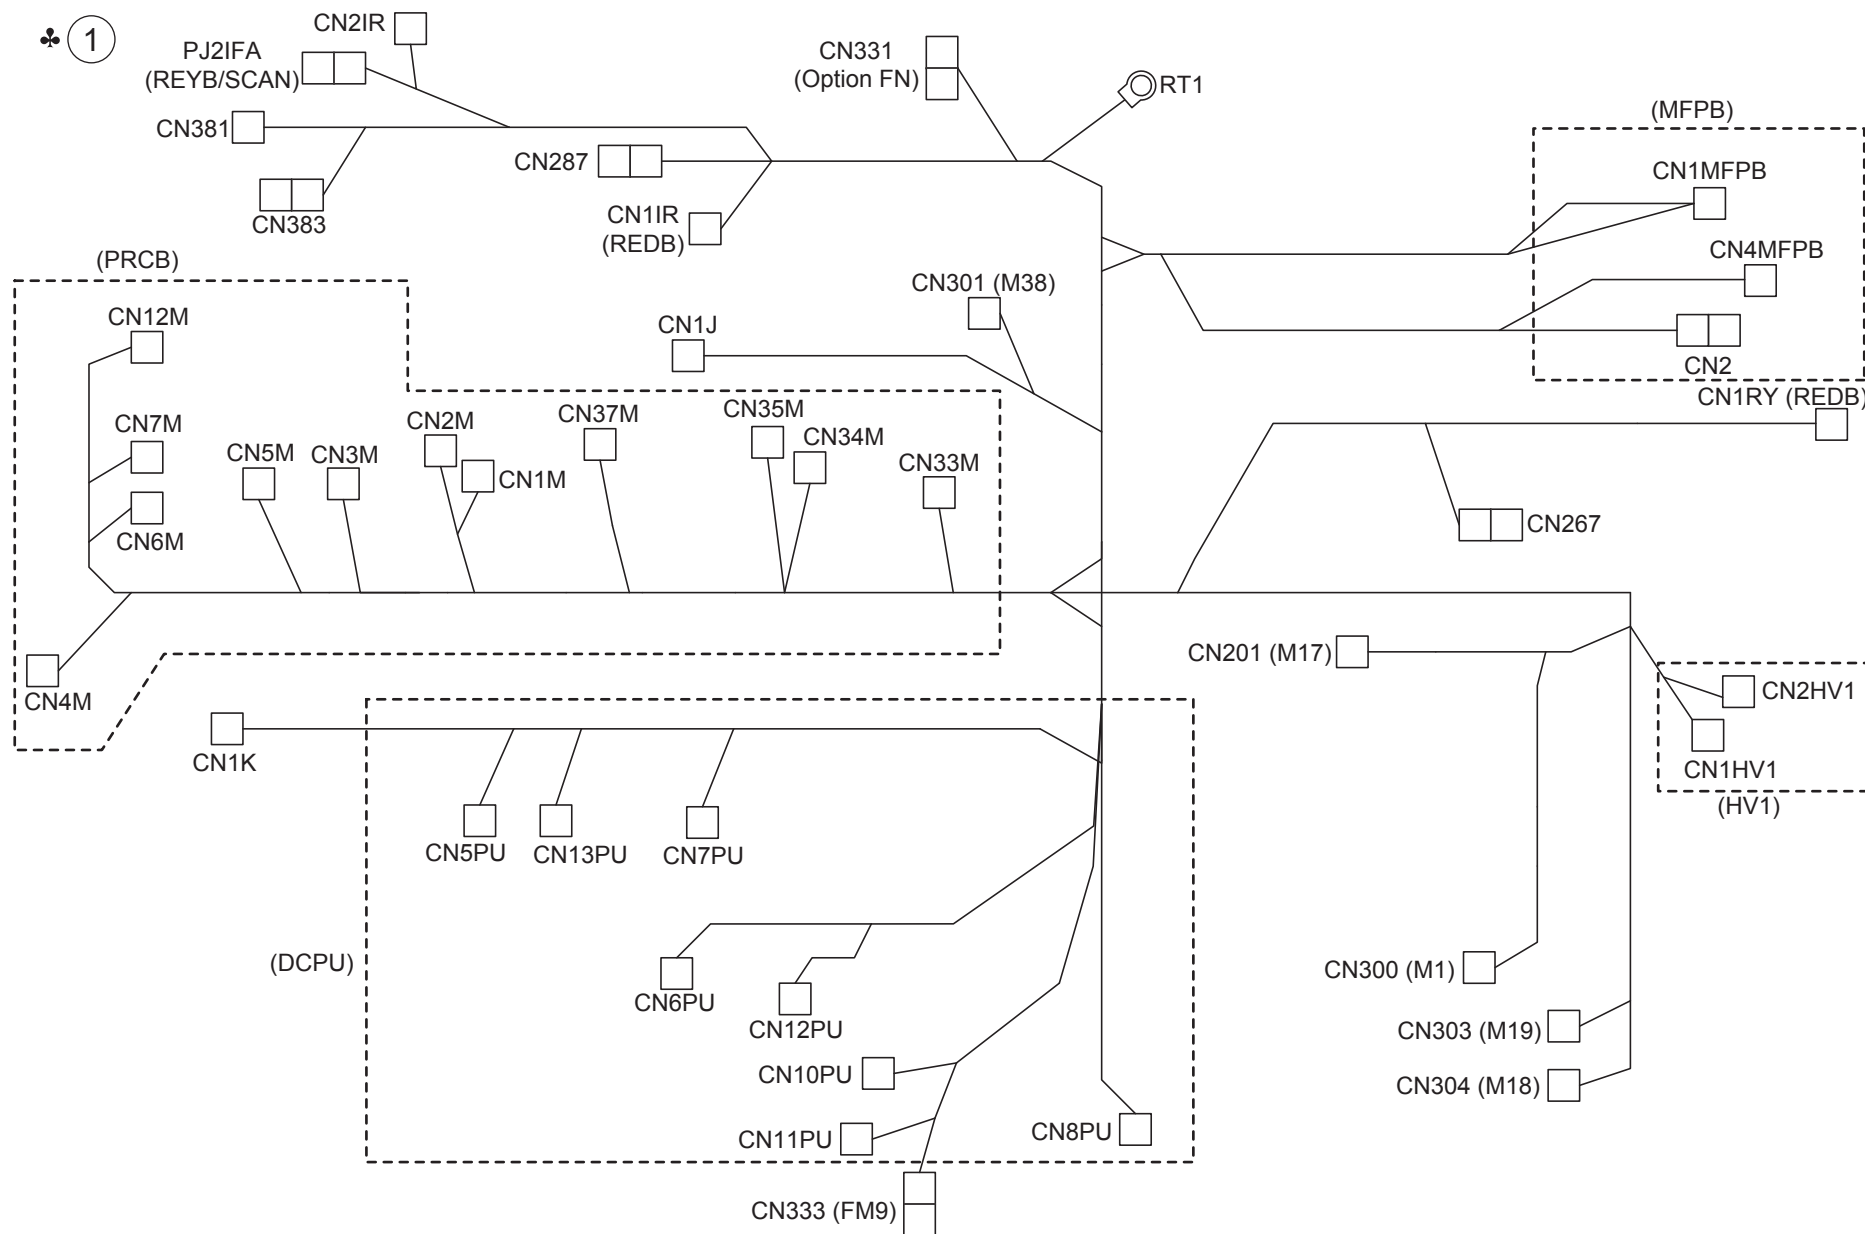 ♣ 1
CN2IR
PJ2IFA
(REYB/SCAN)
CN331
(Option FN)
RT1
(MFPB)
CN381
CN287
CN1MFPB
CN383
CN1IR
(REDB)
CN4MFPB
(PRCB)
CN301 (M38)
CN12M
CN1J
CN2
CN1RY (REDB)
CN7M
CN5M
CN3M
CN2M
CN1M
CN37M
CN35M
CN34M
CN33M
CN267
CN6M
CN201 (M17)
CN4M
CN2HV1
CN1K
CN1HV1
(HV1)
CN5PU
CN13PU
CN7PU
(DCPU)
CN6PU
CN12PU
CN300 (M1)
CN303 (M19)
CN10PU
CN304 (M18)
CN11PU
CN8PU
CN333 (FM9)